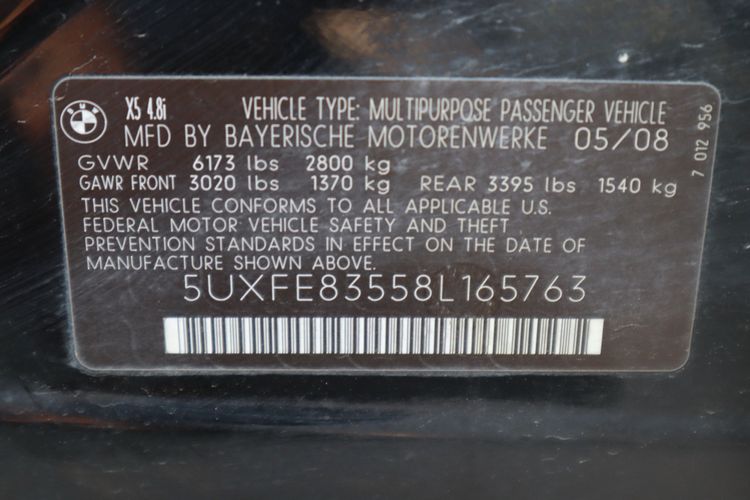 BMW
X5 4.8i VEHICLE TYPE: MULTIPURPOSE PASSENGER VEHICLE
MFD BY BAYERISCHE MOTORENWERKE 05/08
GVWR 6173 lbs 2800 kg
GAWR FRONT 3020 lbs 1370 kg REAR 3395 lbs 1540 kg
THIS VEHICLE CONFORMS TO ALL APPLICABLE U.S.
FEDERAL MOTOR VEHICLE SAFETY AND THEFT
PREVENTION STANDARDS IN EFFECT ON THE DATE OF
MANUFACTURE SHOWN ABOVE.
5UXFE83558L165763
7 012 956